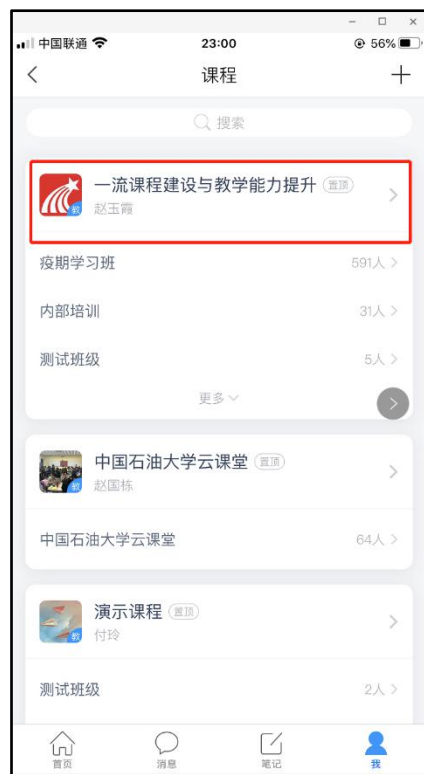 中国联通 23:00 56%
课程
搜索
一流课程建设与教学能力提升 置顶
教 赵玉霞
疫期学习班 591人
内部培训 31人
测试班级 5人
更多
中国石油大学云课堂 置顶
教 赵国栋
中国石油大学云课堂 64人
演示课程 置顶
教 付玲
测试班级 2人
首页 消息 笔记 我